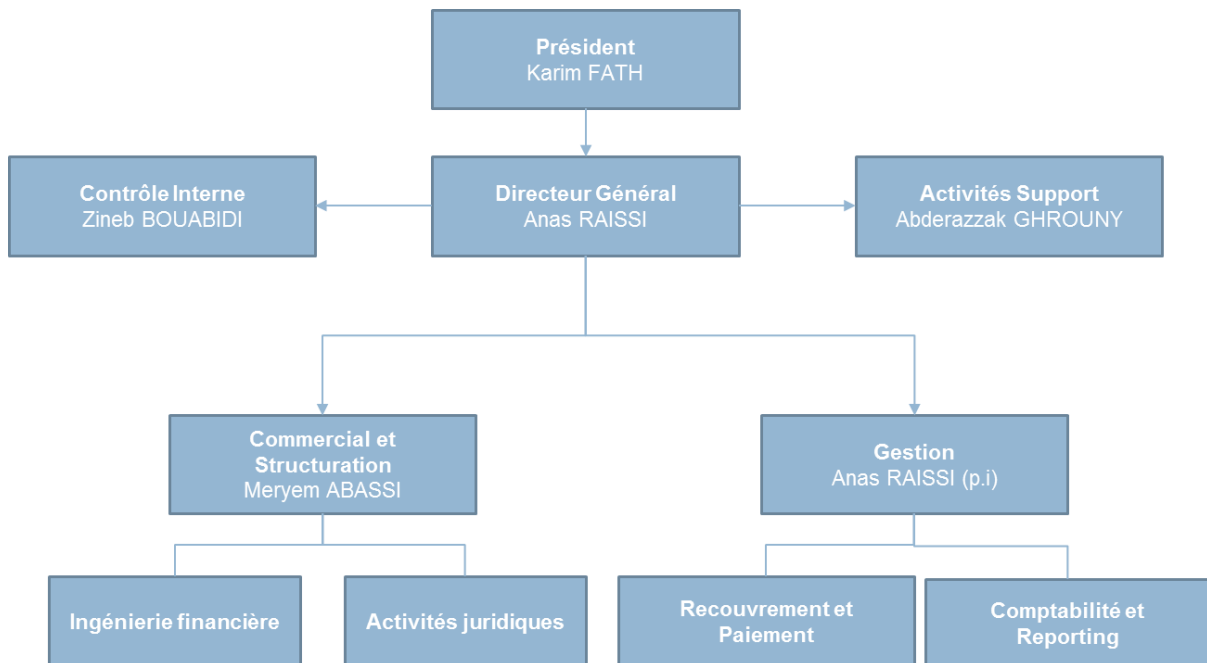 Président
Karim FATH
Contrôle Interne
Zineb BOUABIDI
Directeur Général
Anas RAISSI
Activités Support
Abderazzak GHROUNY
Commercial et
Structuration
Meryem ABASSI
Gestion
Anas RAISSI (p.i)
Ingénierie financière
Activités juridiques
Recouvrement et
Paiement
Comptabilité et
Reporting